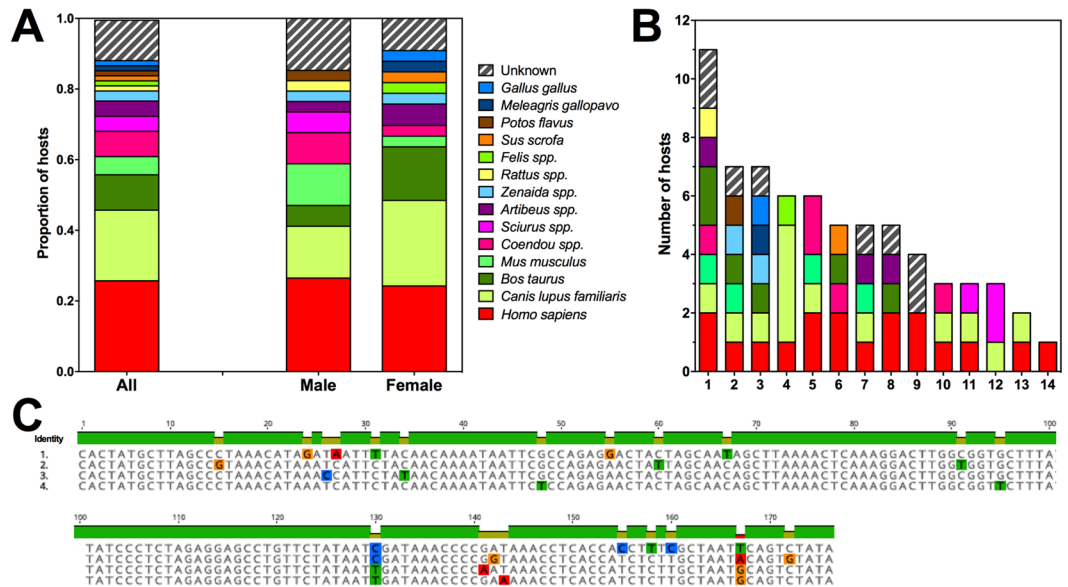 A
Proportion of hosts
1.0
0.8
0.6
0.4
0.2
0.0
All
Male
Female
Unknown
Gallus gallus
Meleagris gallopavo
Potos flavus
Sus scrofa
Felis spp.
Rattus spp.
Zenaida spp.
Artibeus spp.
Sciurus spp.
Coendou spp.
Mus musculus
Bos taurus
Canis lupus familiaris
Homo sapiens
B
Number of hosts
12
10
8
6
4
2
0
1 2 3 4 5 6 7 8 9 10 11 12 13 14
C
1 10 20 30 40 50 60 70 80 90 100
Identity
1. CACTATGCTTAGCCCTAAACATAGATAATTTTACAACAAAATAATTCGCCAGAGGACTACTAGCAATAGCTTAAAACTCAAAGGACTTGGCGGTGCTTTA
2. CACTATGCTTAGCCGTAAACATAAATCATTCTACAACAAAATAATTCGCCAGAGAACTATTAGCAACAGCTTAAAACTCAAAGGACTTGGTGGTGCTTTA
3. CACTATGCTTAGCCCTAAACATAAACCATTCTATAACAAAATAATTCGCCAGAGAACTACTAGCAACAGCTTAAAACTCAAAGGACTTGGCGGTGCTTTA
4. CACTATGCTTAGCCCTAAACATAAATCATTCTACAACAAAATAATTCTCCAGAGAACTACTAGCAACAGCTTAAAACTCAAAGGACTTGGCGGTTCTTTA
100 110 120 130 140 150 160 170
TATCCCTCTAGAGGAGCCTGTTCTATAATCGATAAACCCCGATAAACCTCACCACCTTTCGCTAATTCAGTCTATA
TATCCCTCTAGAGGAGCCTGTTCTATAATCGATAAACCCCGGTAAACCTCACCATCTCTTGCTAATACAGTGTATA
TATCCCTCTAGAGGAGCCTGTTCTATAATTGATAAACCCCAATAAACCTCACCATCTCTTGCTAATGCAGTCTATA
TATCCCTCTAGAGGAGCCTGTTCTATAATTGATAAACCCCGAAAAACCTCACCATCTCTTGCTAATGCAGTCTATA